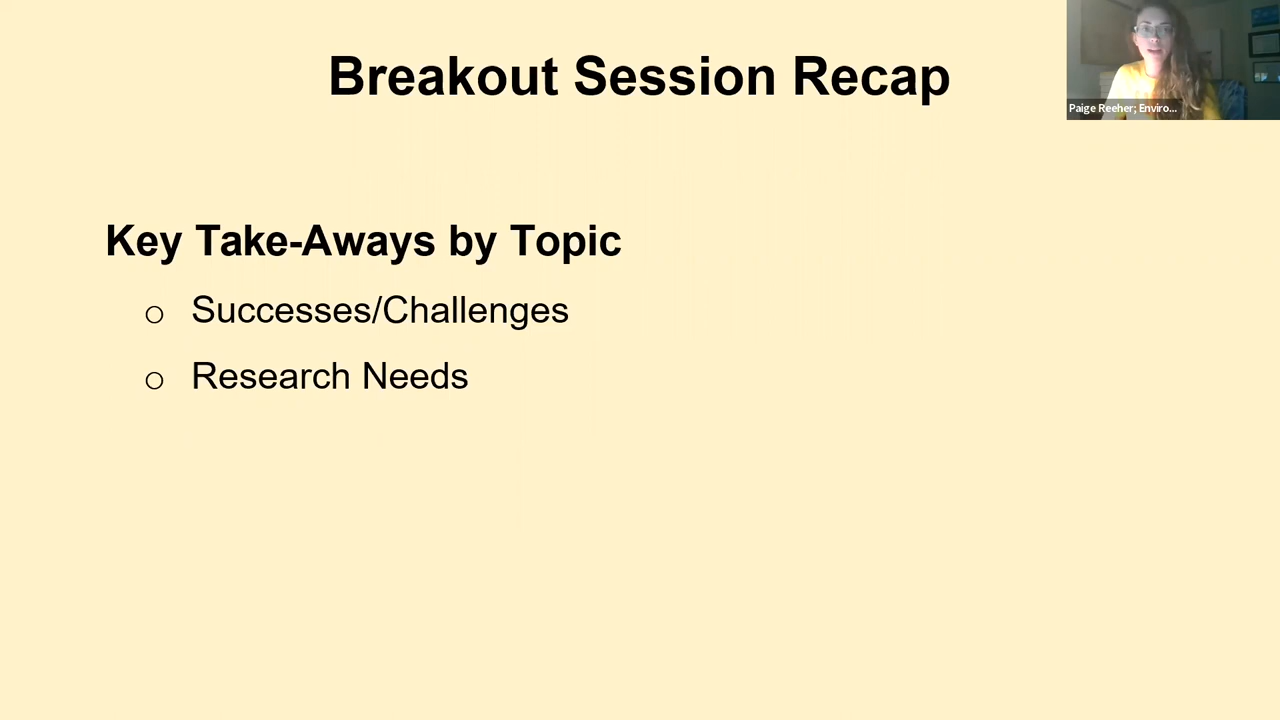 Breakout Session Recap
Paige Reeher; Enviro...
Key Take-Aways by Topic
o Successes/Challenges
o Research Needs